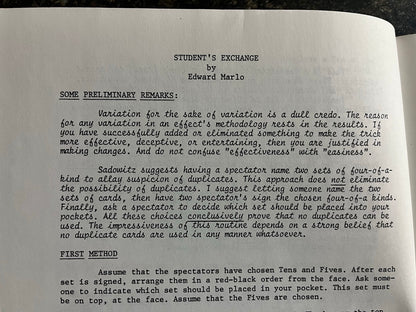 STUDENT'S EXCHANGE
by
Edward Marlo
SOME PRELIMINARY REMARKS:
Variation for the sake of variation is a dull credo. The reason
for any variation in an effect's methodology rests in the results. If
you have successfully added or eliminated something to make the trick
more effective, deceptive, or entertaining, then you are justified in
making changes. And do not confuse "effectiveness" with "easiness".
Sadowitz suggests having a spectator name two sets of four-of-a-
kind to allay suspicion of duplicates. This approach does not eliminate
the possibility of duplicates. I suggest letting someone name the two
sets of cards, then have two spectator's sign the chosen four-of-a kinds.
Finally, ask a spectator to decide which set should be placed into your
pockets. All these choices conclusively prove that no duplicates can be
used. The impressiveness of this routine depends on a strong belief that
no duplicate cards are used in any manner whatsoever.
FIRST METHOD
Assume that the spectators have chosen Tens and Fives. After each
set is signed, arrange them in a red-black order from the face. Ask some-
one to indicate which set should be placed in your pocket. This set must
be on top, at the face. Assume that the Fives are chosen.